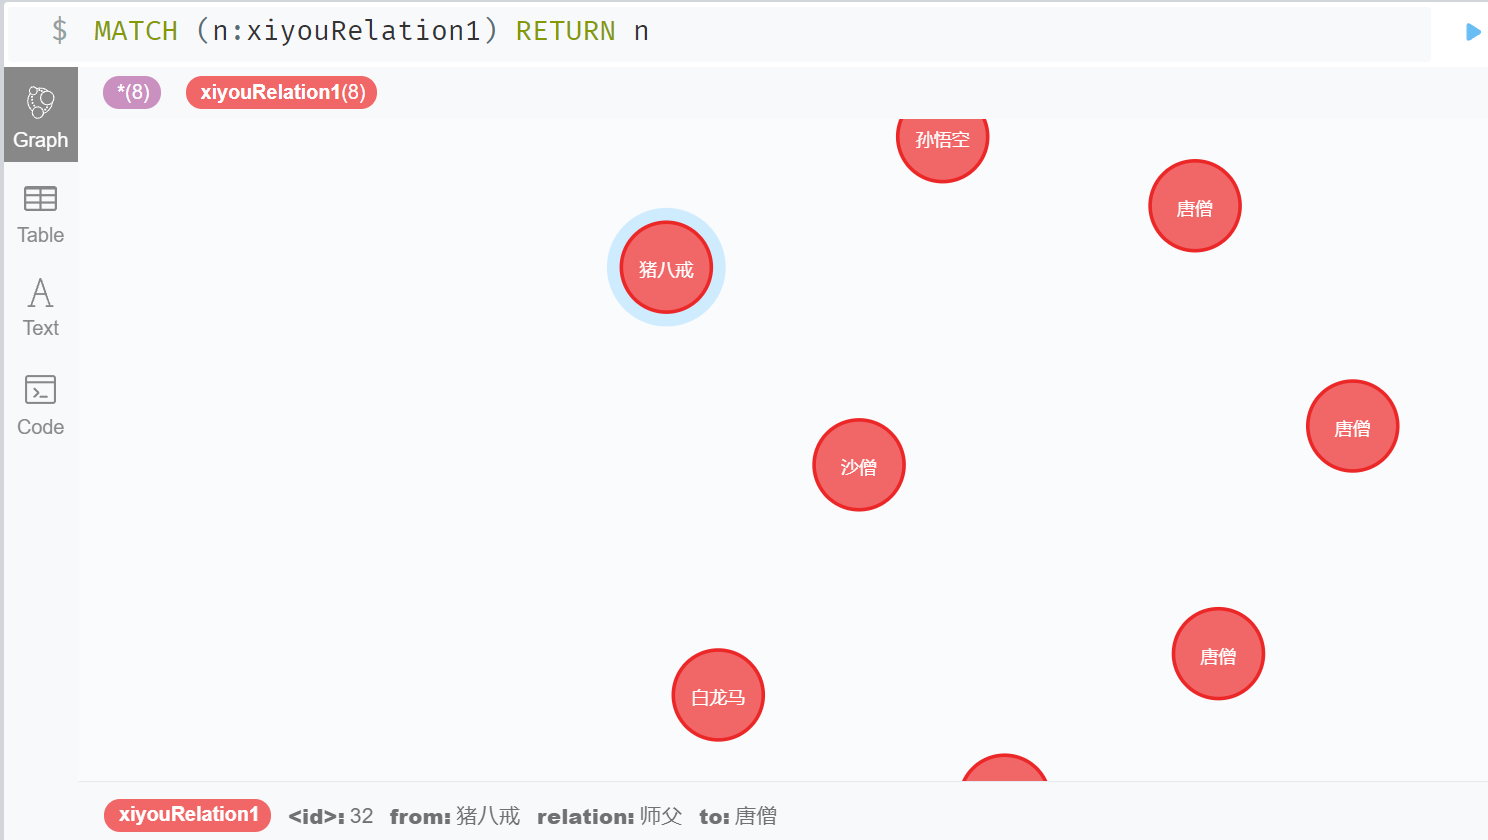 $ MATCH (n:xiyouRelation1) RETURN n
*(8) xiyouRelation1(8)
Graph
Table
Text
Code
孙悟空
唐僧
猪八戒
唐僧
沙僧
唐僧
白龙马
xiyouRelation1 <id>: 32 from: 猪八戒 relation: 师父 to: 唐僧